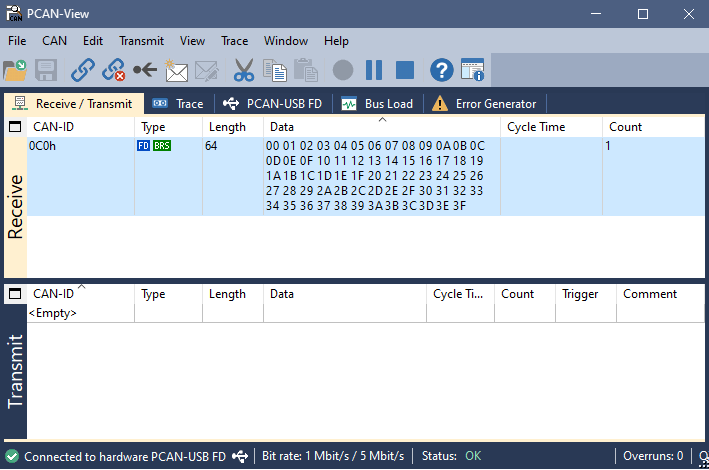 PCAN-View
File CAN Edit Transmit View Trace Window Help
Receive / Transmit Trace PCAN-USB FD Bus Load Error Generator
CAN-ID Type Length Data Cycle Time Count
0C0h FD BRS 64 00 01 02 03 04 05 06 07 08 09 0A 0B 0C 1
0D 0E 0F 10 11 12 13 14 15 16 17 18 19
1A 1B 1C 1D 1E 1F 20 21 22 23 24 25 26
27 28 29 2A 2B 2C 2D 2E 2F 30 31 32 33
34 35 36 37 38 39 3A 3B 3C 3D 3E 3F
Receive
CAN-ID Type Length Data Cycle Ti... Count Trigger Comment
<Empty>
Transmit
Connected to hardware PCAN-USB FD Bit rate: 1 Mbit/s / 5 Mbit/s Status: OK Overruns: 0